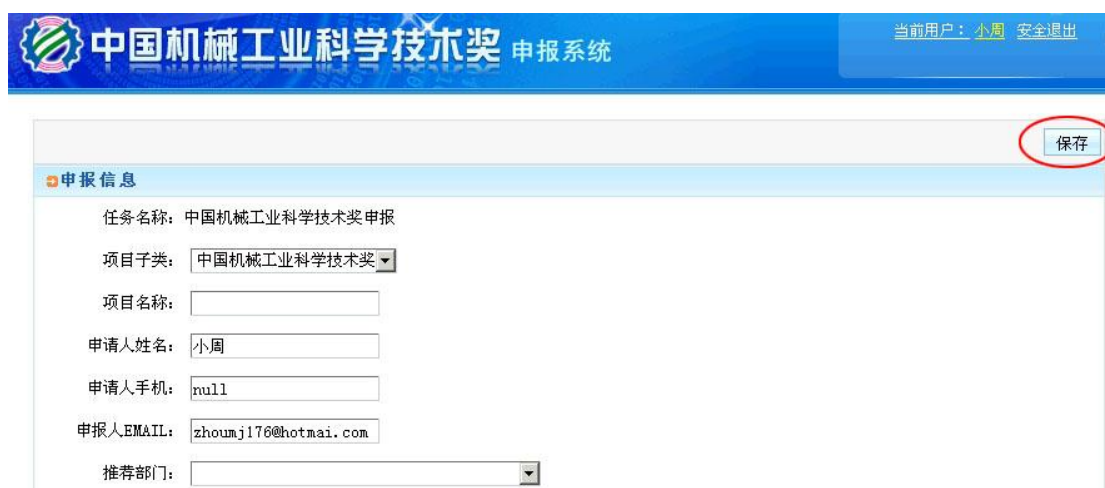 中国机械工业科学技术奖 申报系统
当前用户： 小周 安全退出
保存
申报信息
任务名称：中国机械工业科学技术奖申报
项目子类： 中国机械工业科学技术奖
项目名称：
申请人姓名： 小周
申请人手机： null
申报人EMAIL： zhoumj176@hotmai.com
推荐部门：